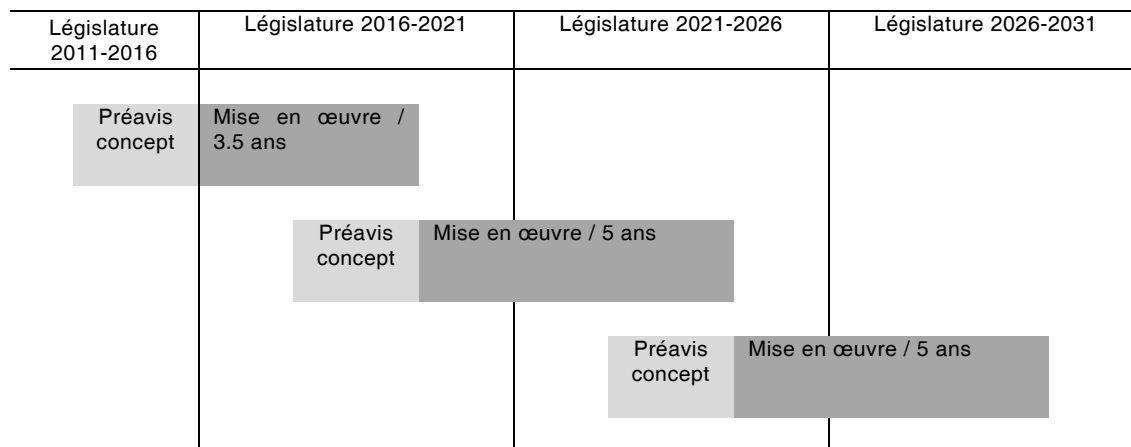 Législature
2011-2016
Législature 2016-2021
Législature 2021-2026
Législature 2026-2031
Préavis
concept
Mise en œuvre /
3.5 ans
Préavis
concept
Mise en œuvre / 5 ans
Préavis
concept
Mise en œuvre / 5 ans